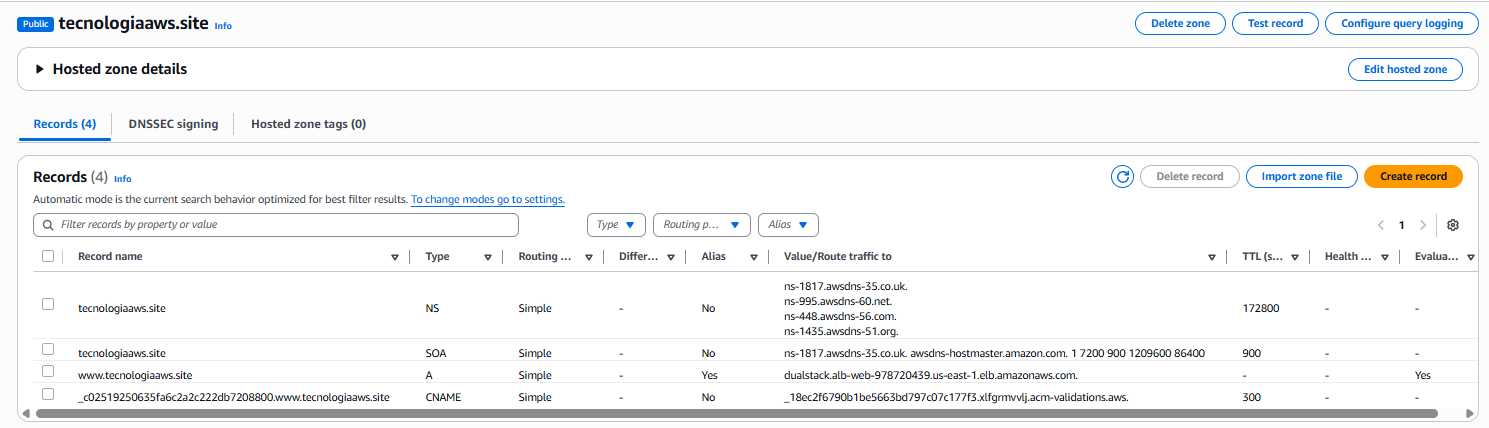 Public tecnologiaaws.site Info Delete zone Test record Configure query logging
Hosted zone details Edit hosted zone
Records (4) DNSSEC signing Hosted zone tags (0)
Records (4) Info Delete record Import zone file Create record
Automatic mode is the current search behavior optimized for best filter results. To change modes go to settings.
Filter records by property or value Type Routing p... Alias 1
Record name Type Routing ... Differ... Alias Value/Route traffic to TTL (s... Health ... Evalua...
tecnologiaaws.site NS Simple - No ns-1817.awsdns-35.co.uk. 172800 - -
ns-995.awsdns-60.net.
ns-448.awsdns-56.com.
ns-1435.awsdns-51.org.
tecnologiaaws.site SOA Simple - No ns-1817.awsdns-35.co.uk. awsdns-hostmaster.amazon.com. 1 7200 900 1209600 86400 900 - -
www.tecnologiaaws.site A Simple - Yes dualstack.alb-web-978720439.us-east-1.elb.amazonaws.com. - - Yes
_c02519250635fa6c2a2c222db7208800.www.tecnologiaaws.site CNAME Simple - No _18ec2f6790b1be5663bd797c07c177f3.xlfgrmvvlj.acm-validations.aws. 300 - -